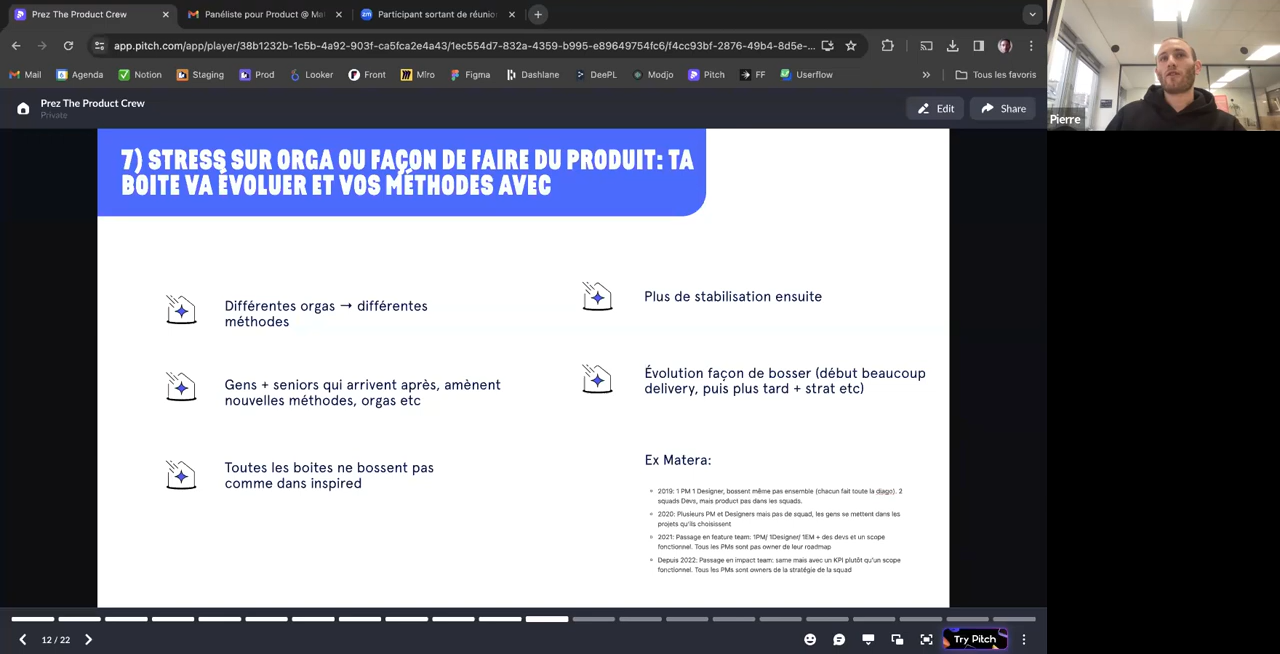 Prez The Product Crew
Panéliste pour Product @ Ma
Participant sortant de réunio
app.pitch.com/app/player/38b1232b-1c5b-4a92-903f-ca5fca2e4a43/1ec554d7-832a-4359-b995-e89649754fc6/f4cc93bf-2876-49b4-8d5e-...
Mail
Agenda
Notion
Staging
Prod
Looker
Front
Miro
Figma
Dashlane
DeePL
Modjo
Pitch
FF
Userflow
Tous les favoris
Prez The Product Crew
Private
Edit
Share
Pierre
7) STRESS SUR ORGA OU FAÇON DE FAIRE DU PRODUIT: TA
BOITE VA ÉVOLUER ET VOS MÉTHODES AVEC
Différentes orgas → différentes
méthodes
Gens + seniors qui arrivent après, amènent
nouvelles méthodes, orgas etc
Toutes les boites ne bossent pas
comme dans inspired
Plus de stabilisation ensuite
Évolution façon de bosser (début beaucoup
delivery, puis plus tard + strat etc)
Ex Matera:
2019: 1 PM 1 Designer, bossent même pas ensemble (chacun fait toute la diago). 2
squads Devs, mais product pas dans les squads.
2020: Plusieurs PM et Designers mais pas de squad, les gens se mettent dans les
projets qu'ils choisissent
2021: Passage en feature team: 1PM/ 1Designer/ 1EM + des devs et un scope
fonctionnel. Tous les PMs sont pas owner de leur roadmap
Depuis 2022: Passage en impact team: same mais avec un KPI plutôt qu'un scope
fonctionnel. Tous les PMs sont owners de la stratégie de la squad
12 / 22
Try Pitch